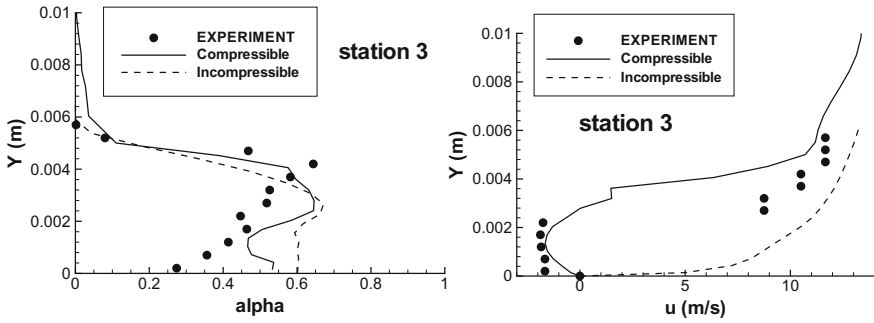 0.01
0.008
0.006
0.004
0.002
0
Y (m)
EXPERIMENT
Compressible
Incompressible
station 3
0
0.2
0.4
0.6
0.8
1
alpha
0.01
0.008
0.006
0.004
0.002
0
Y (m)
EXPERIMENT
Compressible
Incompressible
station 3
0
5
10
u (m/s)